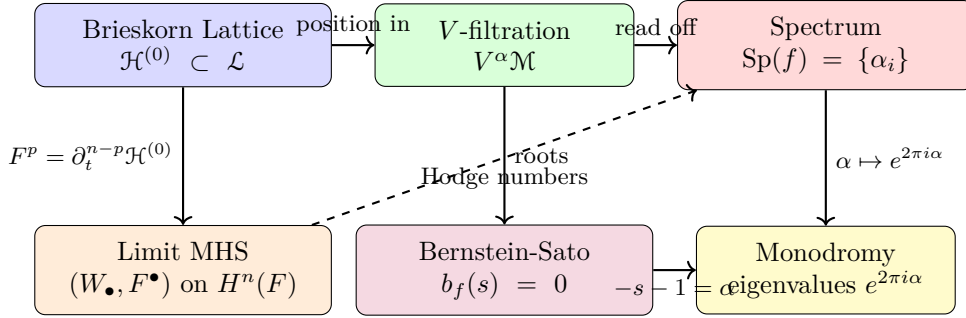 Brieskorn Lattice
ℋ⁽⁰⁾ ⊂ ℒ
position in
V-filtration
V^αℳ
read off
Spectrum
Sp(f) = {α_i}
F^p = ∂_t^{n−p}ℋ⁽⁰⁾
roots
Hodge numbers
α ↦ e^{2πiα}
Limit MHS
(W_•, F^•) on H^n(F)
Bernstein-Sato
b_f(s) = 0
−s − 1 = α
Monodromy
eigenvalues e^{2πiα}